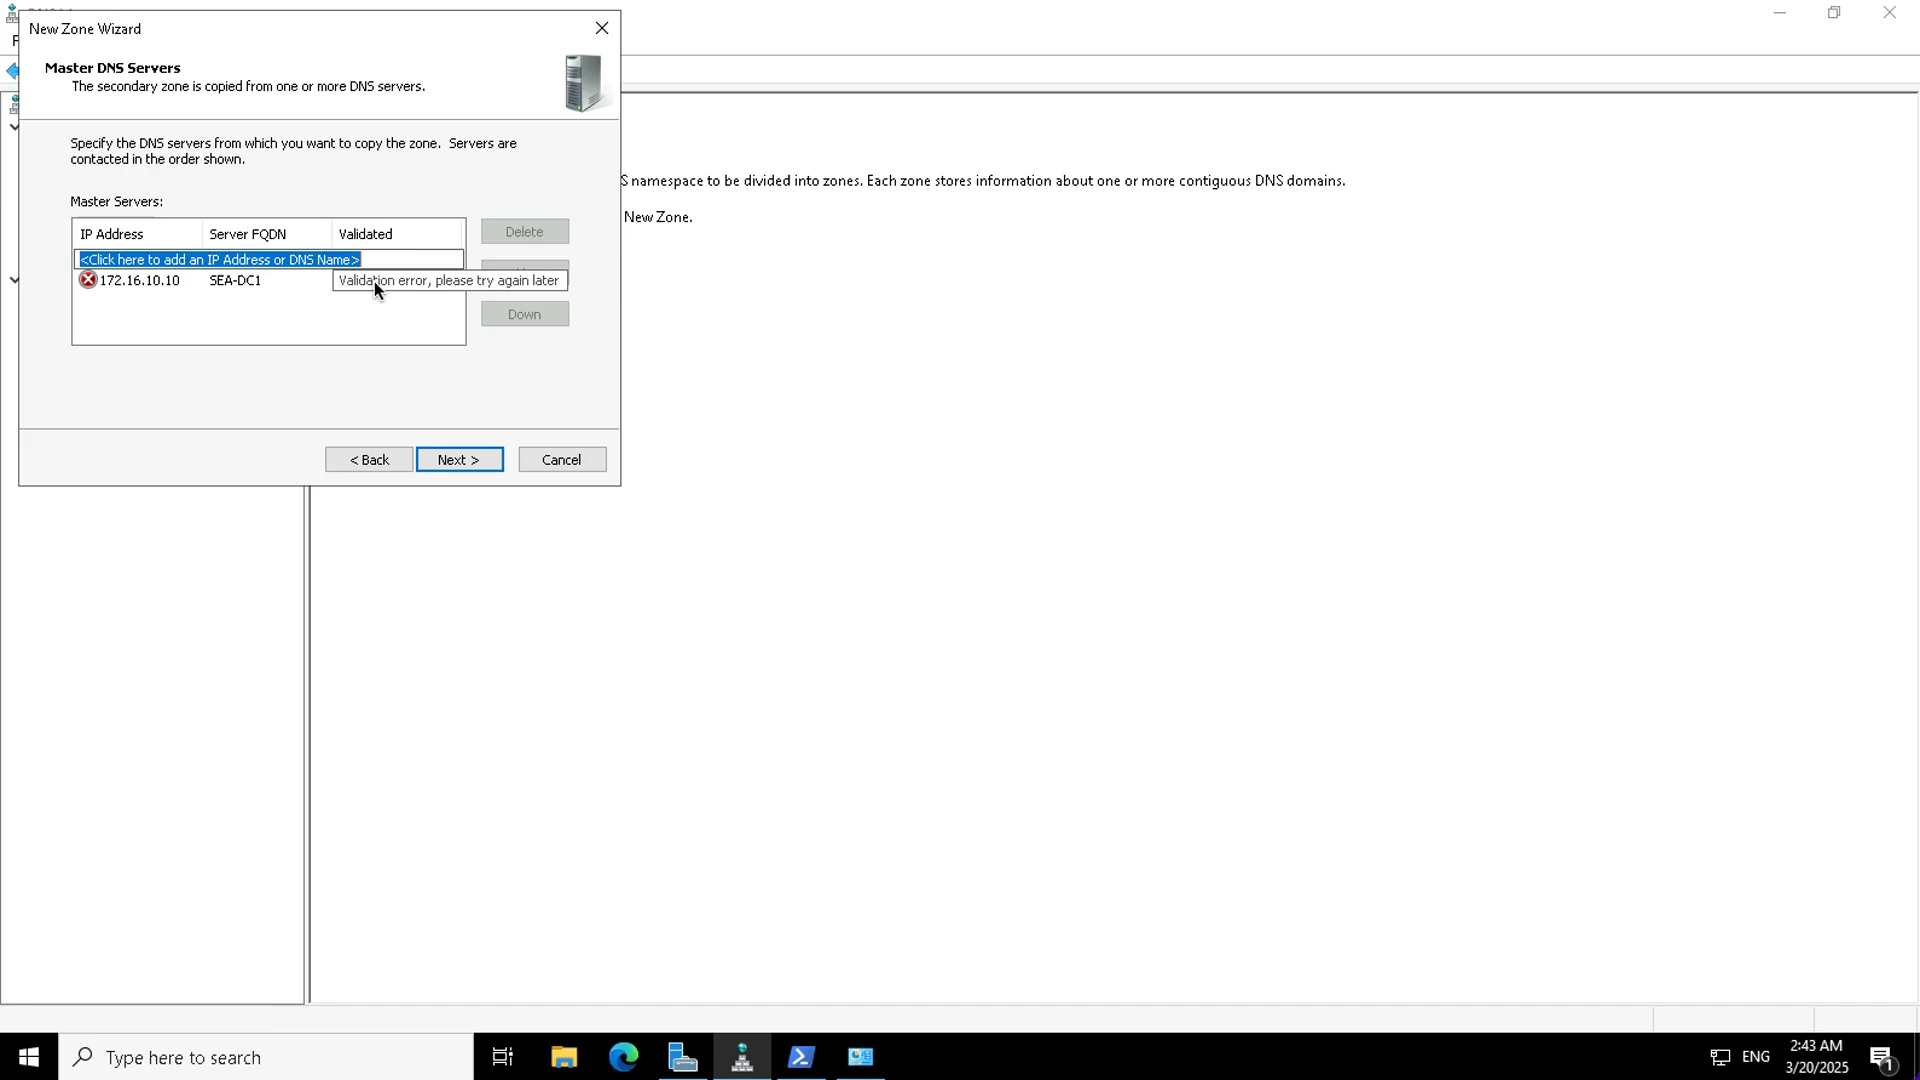 New Zone Wizard
Master DNS Servers
The secondary zone is copied from one or more DNS servers.
Specify the DNS servers from which you want to copy the zone. Servers are
contacted in the order shown.
S namespace to be divided into zones. Each zone stores information about one or more contiguous DNS domains.
Master Servers:
New Zone.
IP Address Server FQDN Validated
Delete
<Click here to add an IP Address or DNS Name>
172.16.10.10 SEA-DC1 Validation error, please try again later
Down
< Back Next > Cancel
Type here to search
ENG
2:43 AM
3/20/2025
1